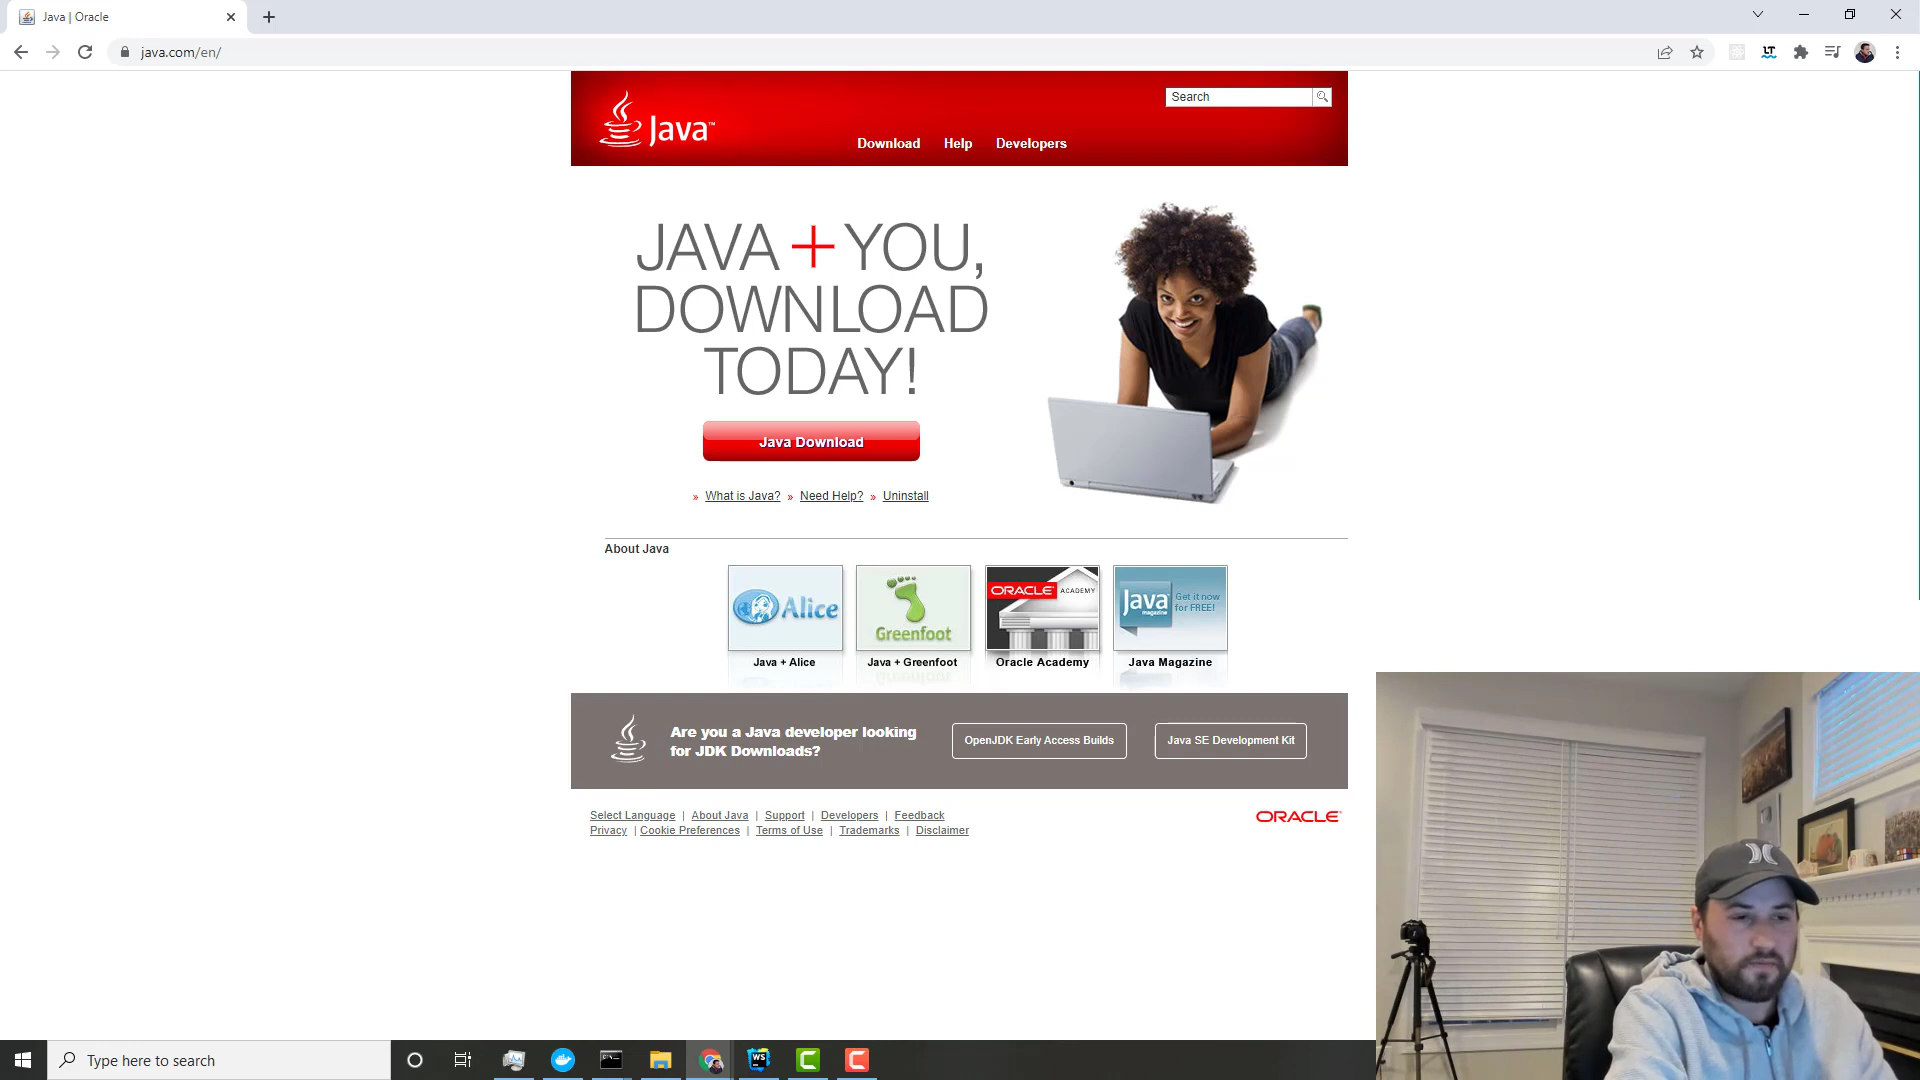 Java | Oracle
java.com/en/
LT
Java™
Search
Download Help Developers
JAVA + YOU,
DOWNLOAD
TODAY!
Java Download
» What is Java? » Need Help? » Uninstall
About Java
Alice
Greenfoot
ORACLE ACADEMY
Java magazine
Get it now
for FREE!
Java + Alice
Java + Greenfoot
Oracle Academy
Java Magazine
Are you a Java developer looking
for JDK Downloads?
OpenJDK Early Access Builds
Java SE Development Kit
Select Language | About Java | Support | Developers | Feedback
Privacy | Cookie Preferences | Terms of Use | Trademarks | Disclaimer
ORACLE
Type here to search
WS
C
C